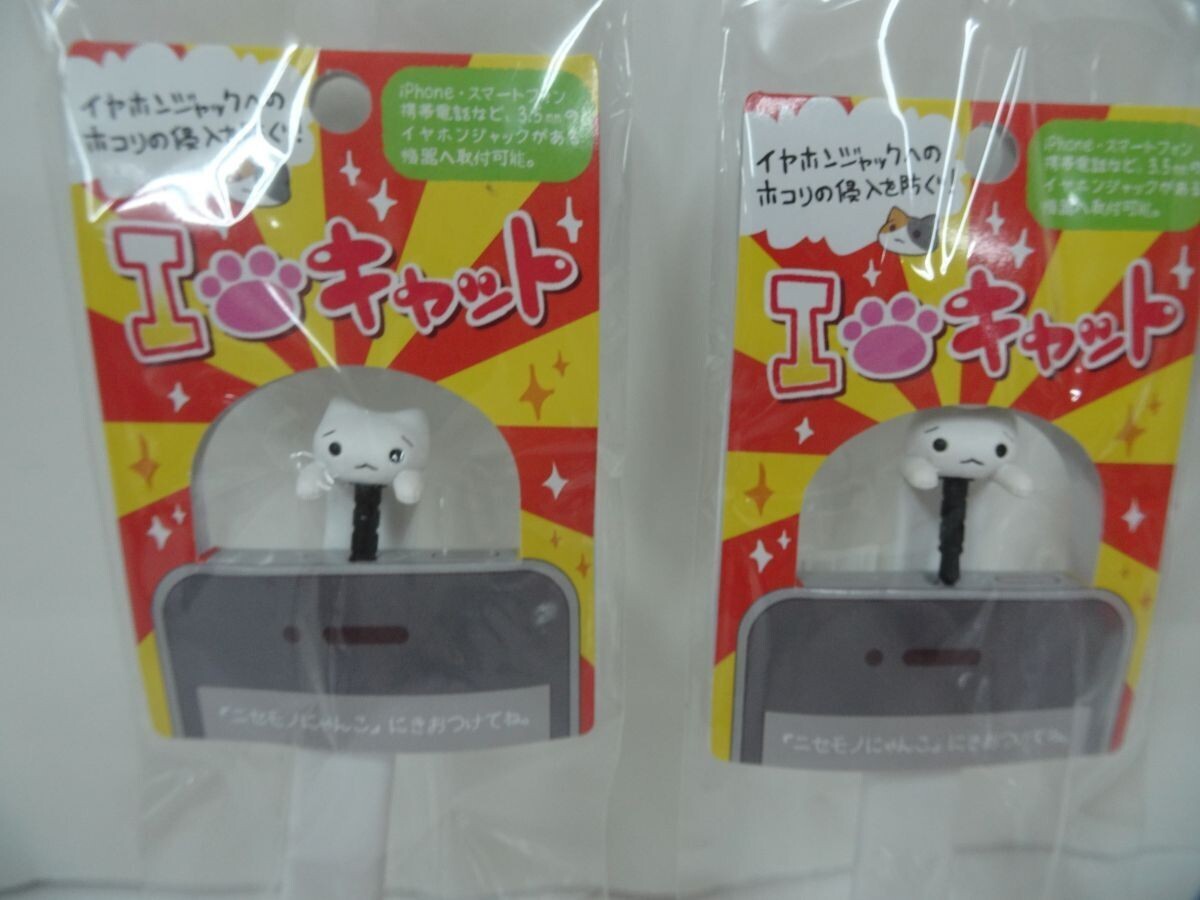 イヤホンジャックへの
ホコリの侵入を防ぐ!
iPhone・スマートフォン
携帯電話など、3.5mmの
イヤホンジャックがある
機器へ取付可能。
I キャット
『ニセモノにゃんこ』にきおつけてね。
イヤホンジャックへの
ホコリの侵入を防ぐ!
iPhone・スマートフォン
携帯電話など、3.5mm
イヤホンジャックがある
機器へ取付可能。
I キャット
『ニセモノにゃんこ』にきおつけてね。